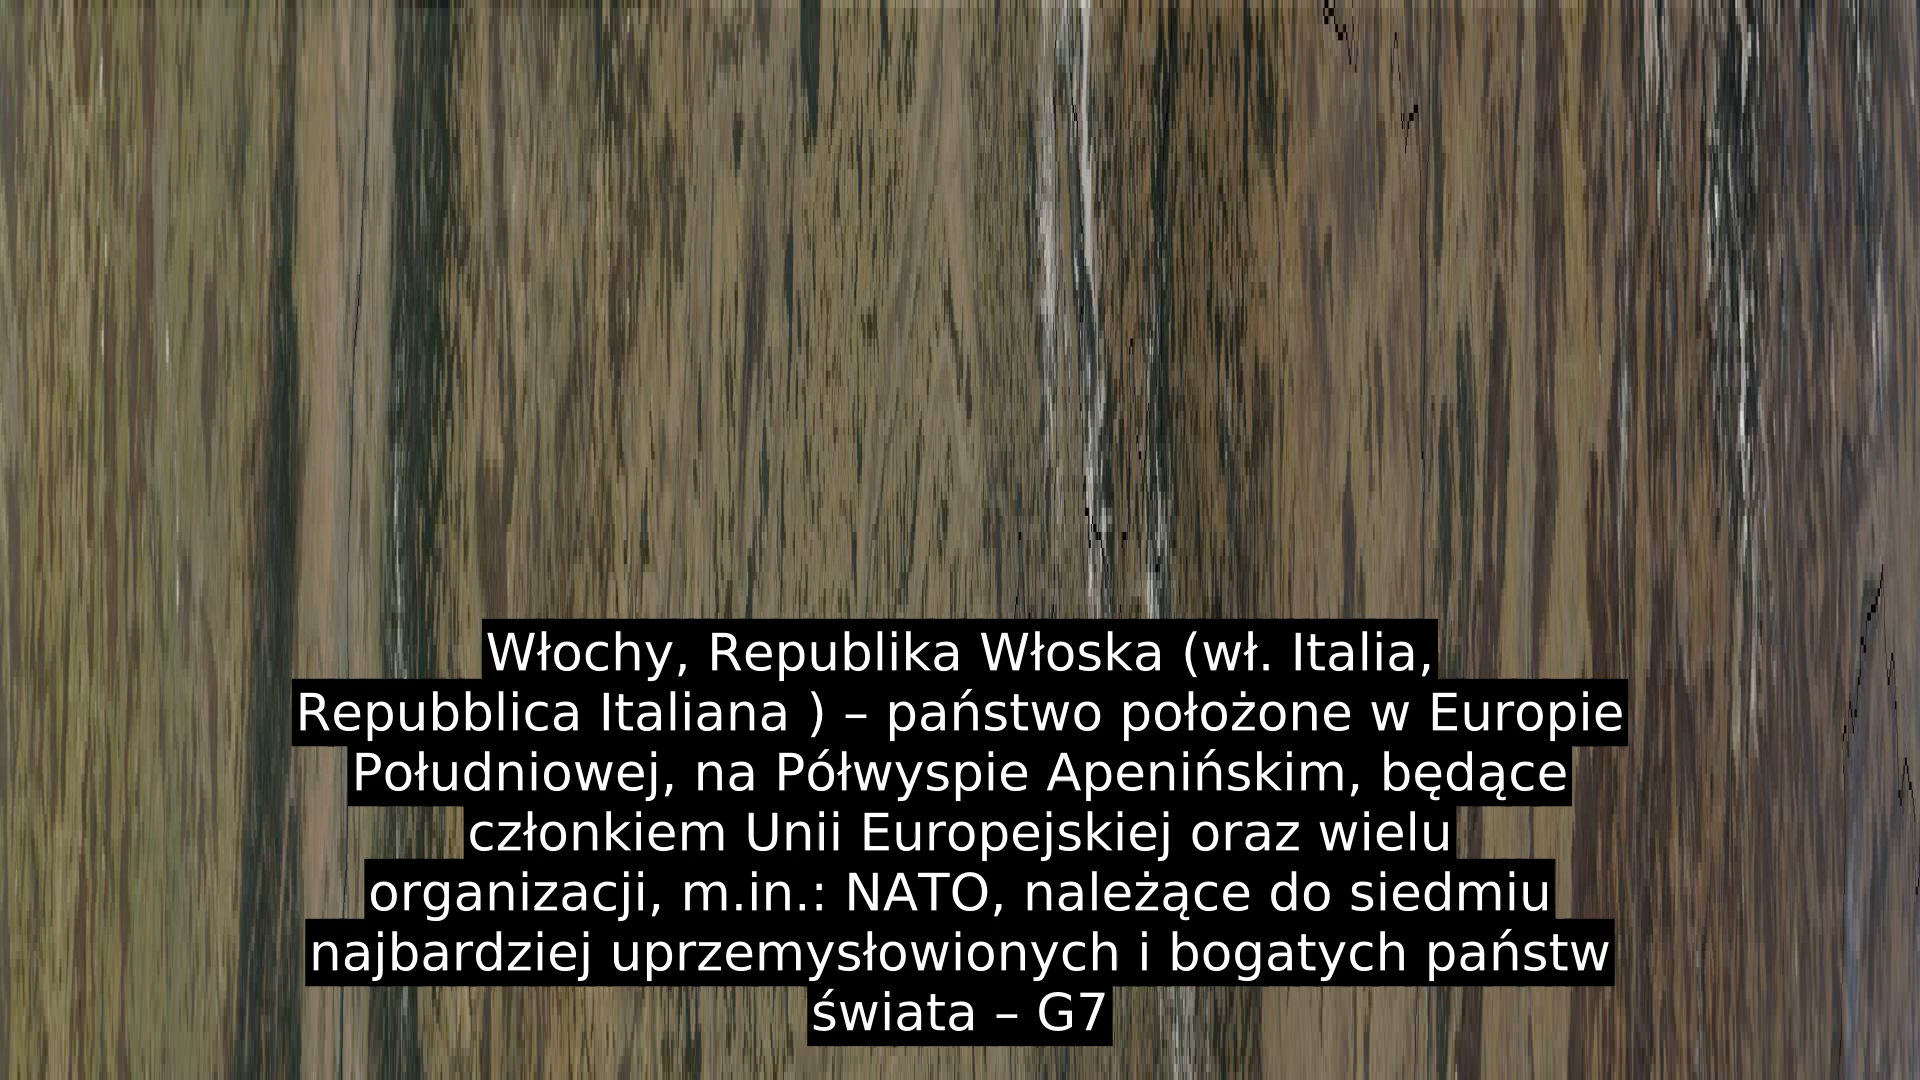 Włochy, Republika Włoska (wł. Italia,
Repubblica Italiana ) – państwo położone w Europie
Południowej, na Półwyspie Apenińskim, będące
członkiem Unii Europejskiej oraz wielu
organizacji, m.in.: NATO, należące do siedmiu
najbardziej uprzemysłowionych i bogatych państw
świata – G7